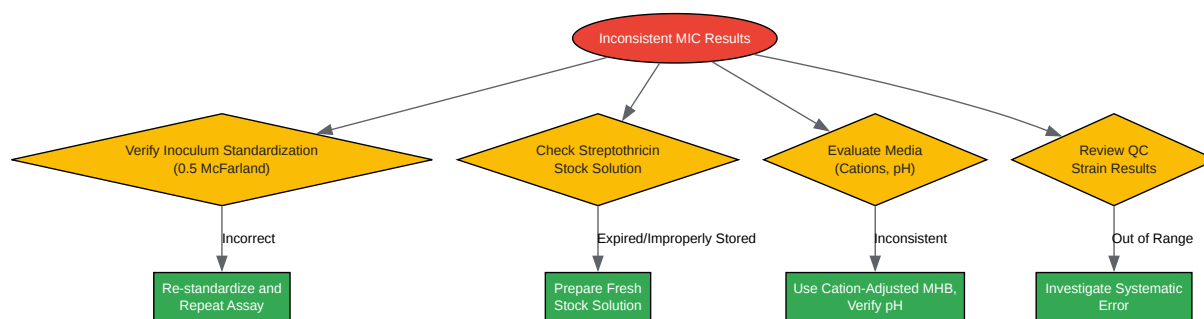 Inconsistent MIC Results
Verify Inoculum Standardization
(0.5 McFarland)
Check Streptothricin
Stock Solution
Evaluate Media
(Cations, pH)
Review QC
Strain Results
Incorrect
Expired/Improperly Stored
Inconsistent
Out of Range
Re-standardize and
Repeat Assay
Prepare Fresh
Stock Solution
Use Cation-Adjusted MHB,
Verify pH
Investigate Systematic
Error